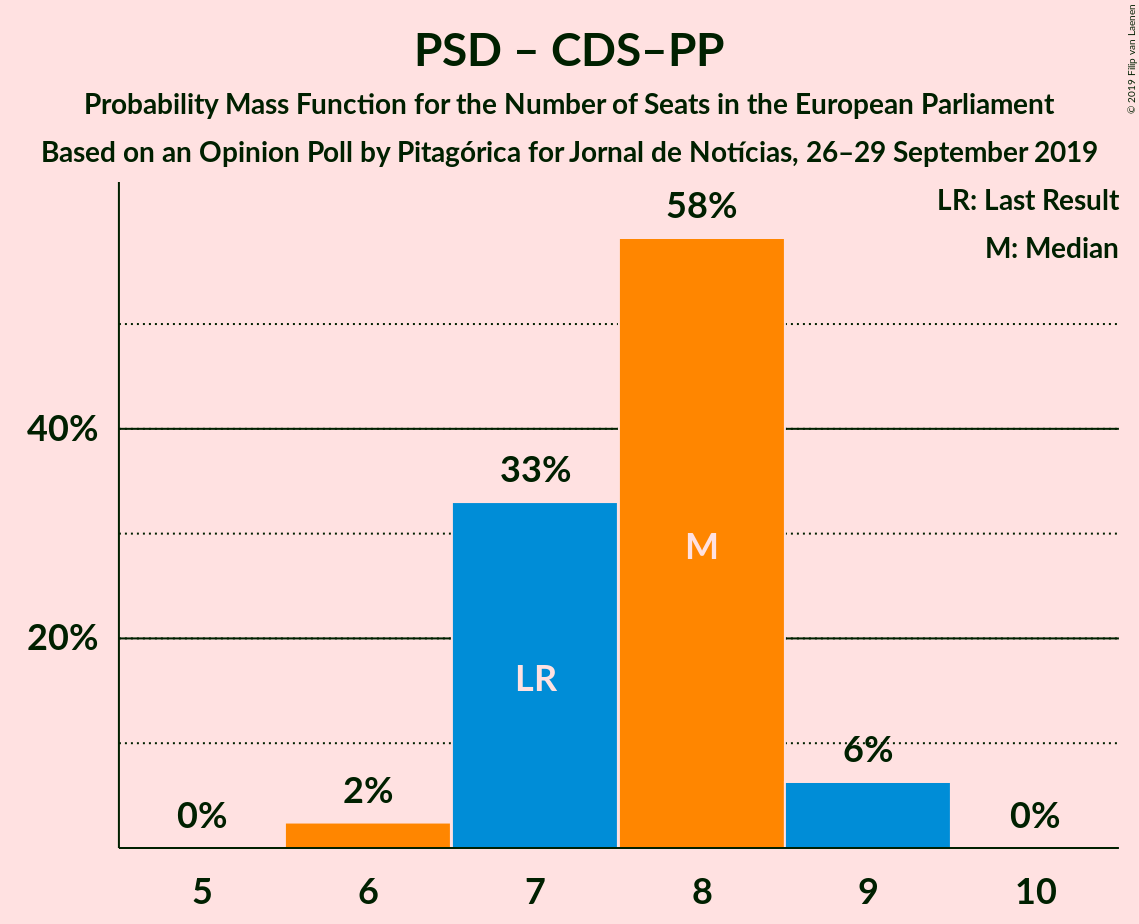 PSD – CDS–PP
Probability Mass Function for the Number of Seats in the European Parliament
Based on an Opinion Poll by Pitagórica for Jornal de Notícias, 26–29 September 2019
© 2019 Filip van Laenen
LR: Last Result
M: Median
58%
40%
33%
M
20%
LR
6%
2%
0%
0%
5 6 7 8 9 10